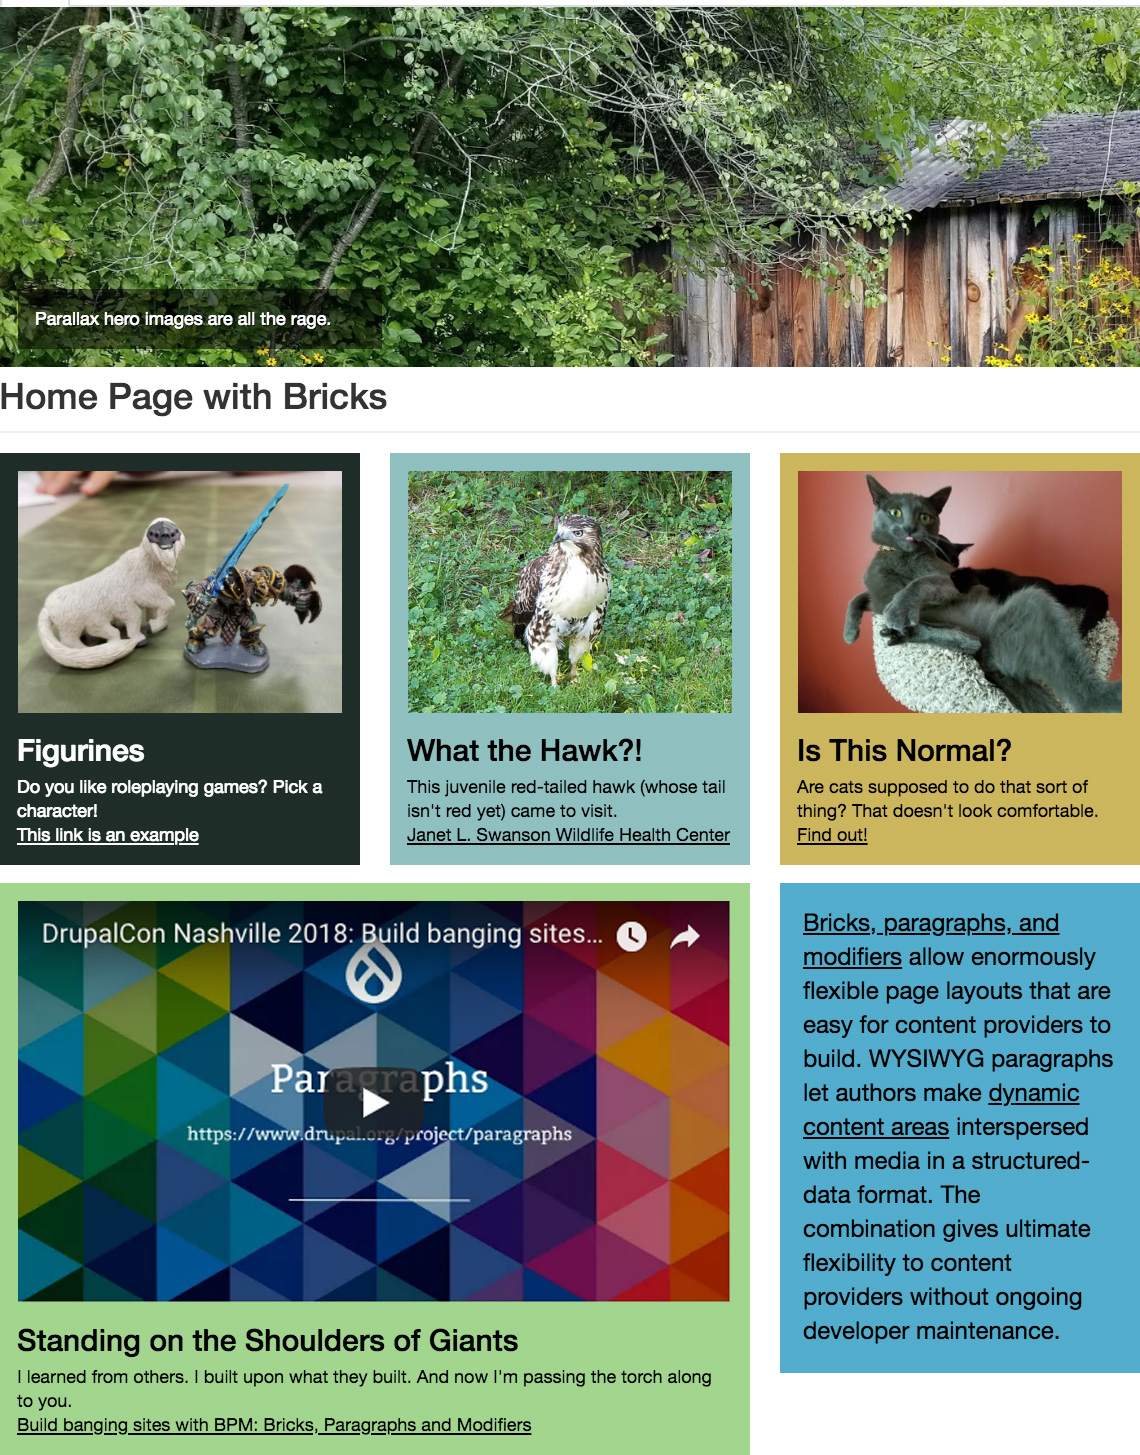 Parallax hero images are all the rage.
Home Page with Bricks
Figurines
Do you like roleplaying games? Pick a
character!
This link is an example
What the Hawk?!
This juvenile red-tailed hawk (whose tail
isn't red yet) came to visit.
Janet L. Swanson Wildlife Health Center
Is This Normal?
Are cats supposed to do that sort of
thing? That doesn't look comfortable.
Find out!
DrupalCon Nashville 2018: Build banging sites...
Paragraphs
https://www.drupal.org/project/paragraphs
Standing on the Shoulders of Giants
I learned from others. I built upon what they built. And now I'm passing the torch along
to you.
Build banging sites with BPM: Bricks, Paragraphs and Modifiers
Bricks, paragraphs, and
modifiers allow enormously
flexible page layouts that are
easy for content providers to
build. WYSIWYG paragraphs
let authors make dynamic
content areas interspersed
with media in a structured-
data format. The
combination gives ultimate
flexibility to content
providers without ongoing
developer maintenance.